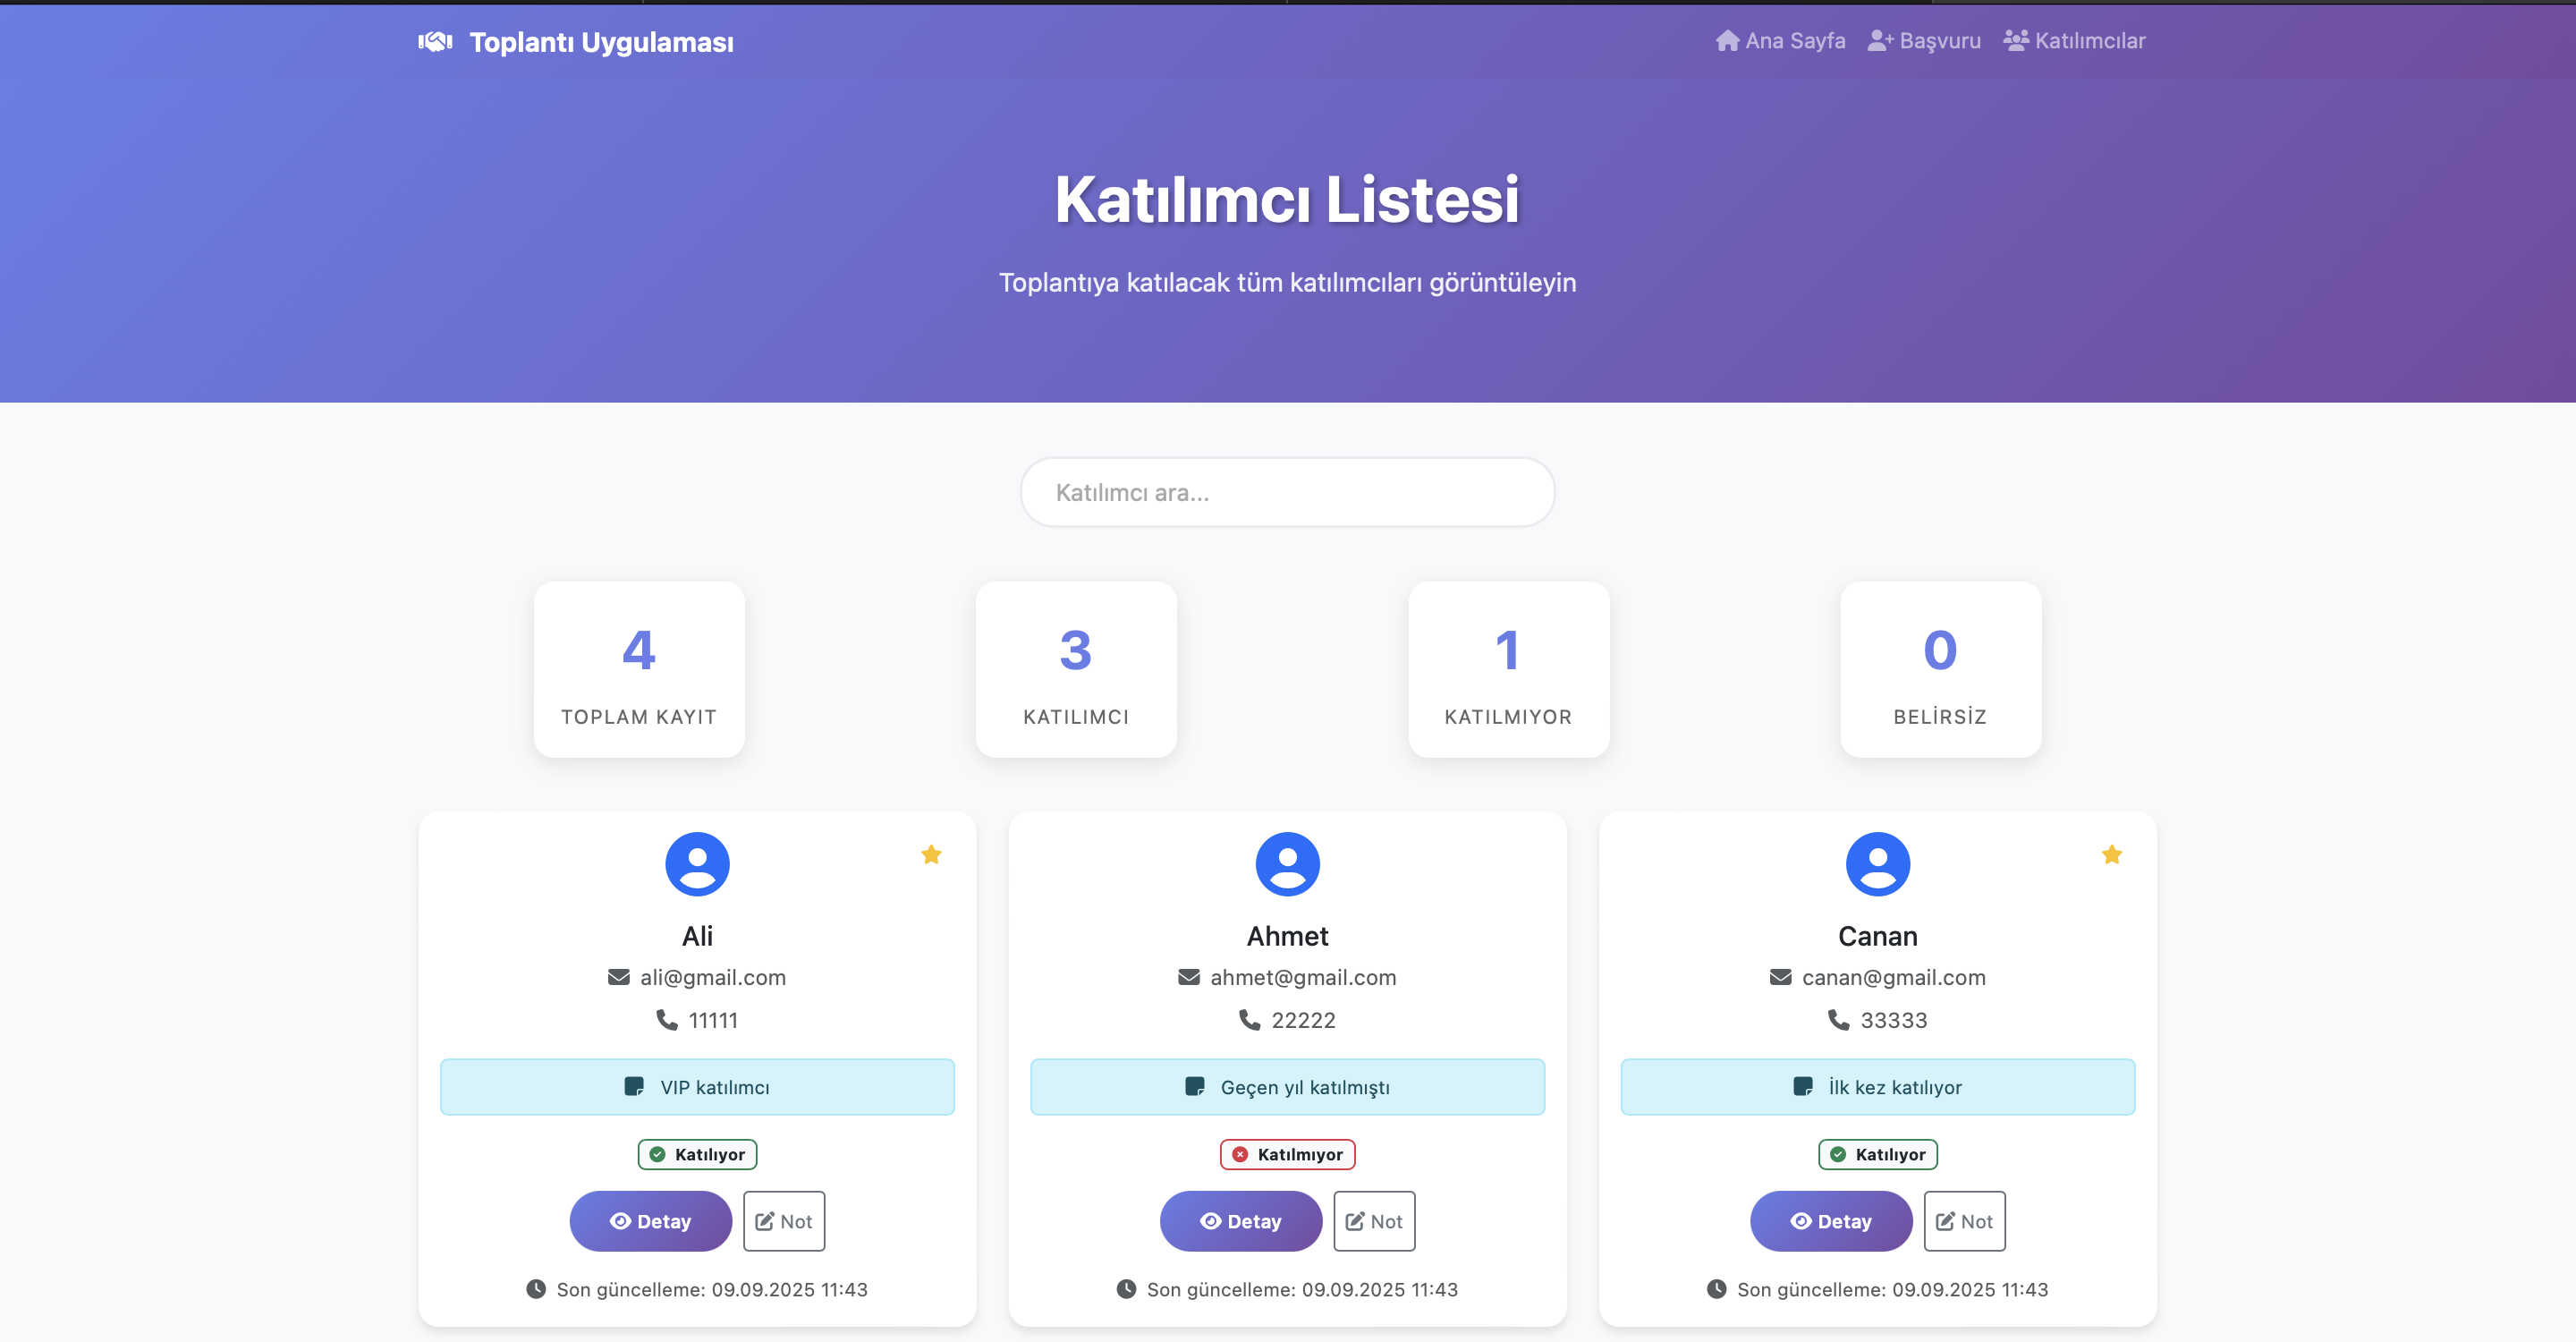 Toplantı Uygulaması
Ana Sayfa Başvuru Katılımcılar
Katılımcı Listesi
Toplantıya katılacak tüm katılımcıları görüntüleyin
Katılımcı ara...
4
TOPLAM KAYIT
3
KATILIMCI
1
KATILMIYOR
0
BELİRSİZ
Ali
ali@gmail.com
11111
VIP katılımcı
Katılıyor
Detay Not
Son güncelleme: 09.09.2025 11:43
Ahmet
ahmet@gmail.com
22222
Geçen yıl katılmıştı
Katılmıyor
Detay Not
Son güncelleme: 09.09.2025 11:43
Canan
canan@gmail.com
33333
İlk kez katılıyor
Katılıyor
Detay Not
Son güncelleme: 09.09.2025 11:43